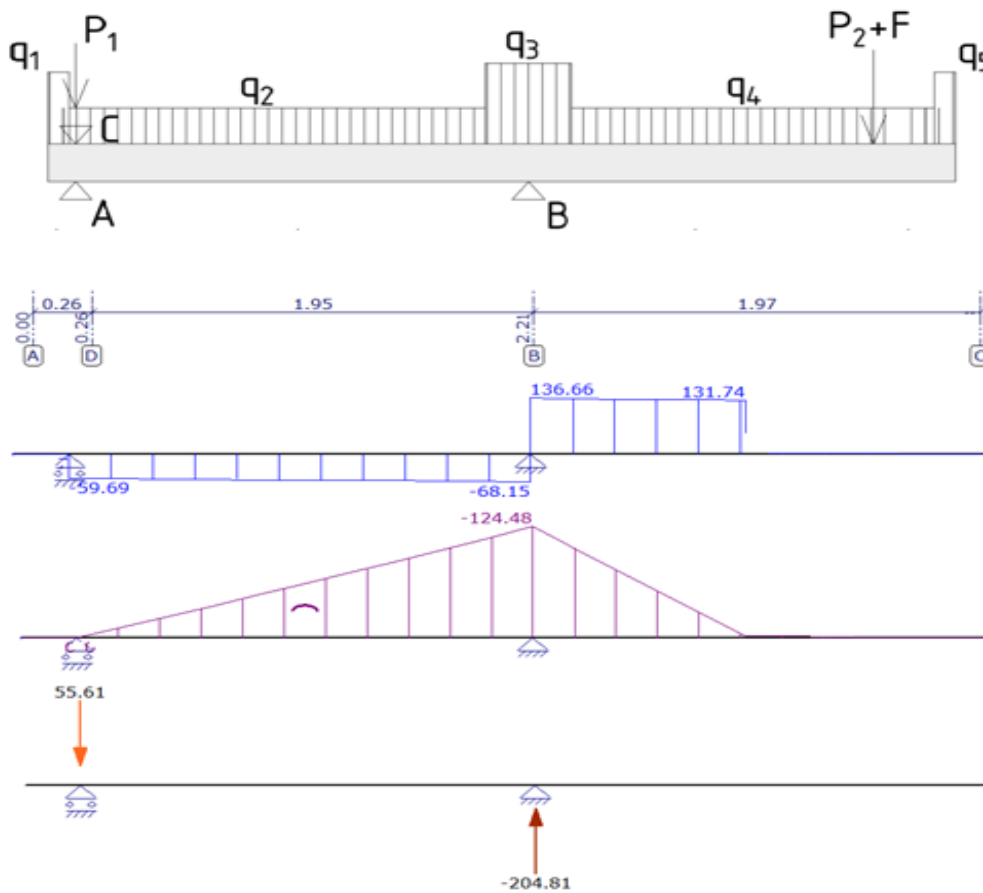 q₁ P₁ q₂ q₃ q₄ P₂+F q₅
C
A B
0.26 1.95 1.97
0.00 0.26 2.21
A D B C
136.66 131.74
-59.69 -68.15
-124.48
55.61
-204.81